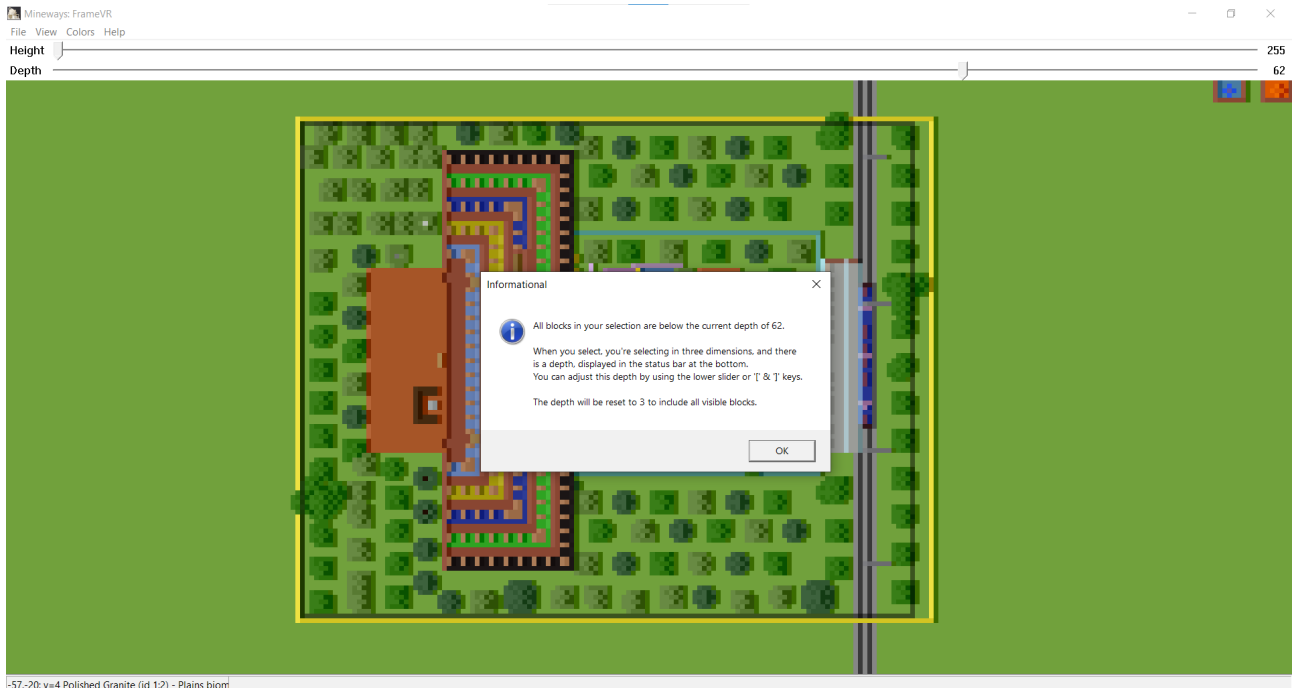 Mineways: FrameVR
File View Colors Help
Height 255
Depth 62
Informational
All blocks in your selection are below the current depth of 62.
When you select, you're selecting in three dimensions, and there
is a depth, displayed in the status bar at the bottom.
You can adjust this depth by using the lower slider or '[' & ']' keys.
The depth will be reset to 3 to include all visible blocks.
OK
-57,-20; y=4 Polished Granite (id 1:2) - Plains biom